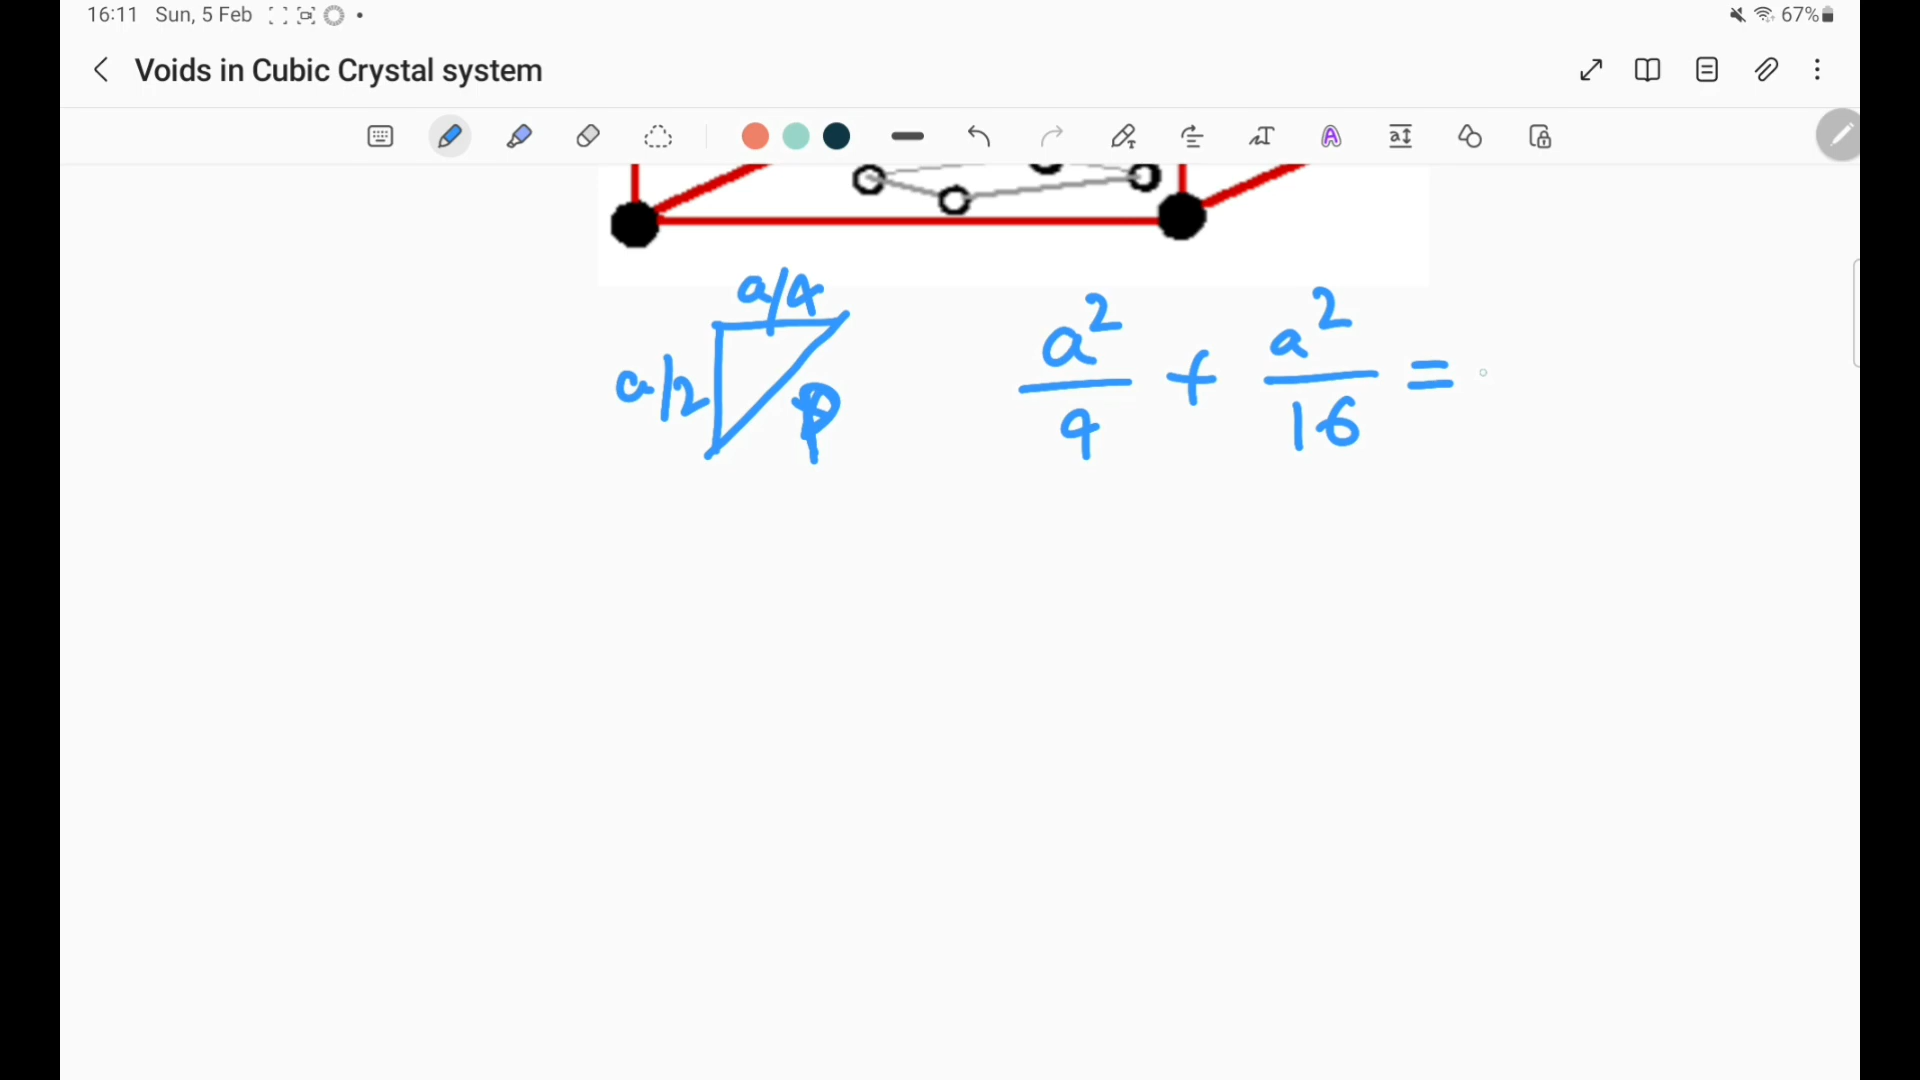 16:11 Sun, 5 Feb 67%
Voids in Cubic Crystal system
a/4
a/2
a²/4 + a²/16 =